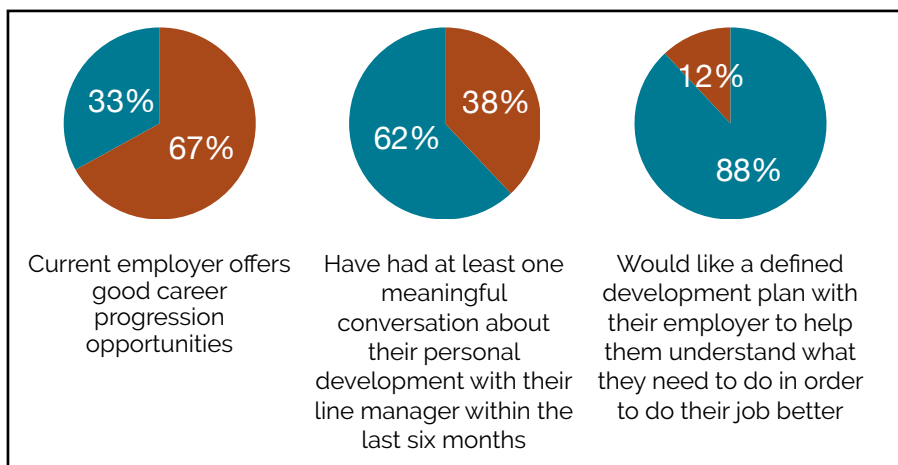 33%
67%
Current employer offers
good career
progression
opportunities
38%
62%
Have had at least one
meaningful
conversation about
their personal
development with their
line manager within the
last six months
12%
88%
Would like a defined
development plan with
their employer to help
them understand what
they need to do in order
to do their job better